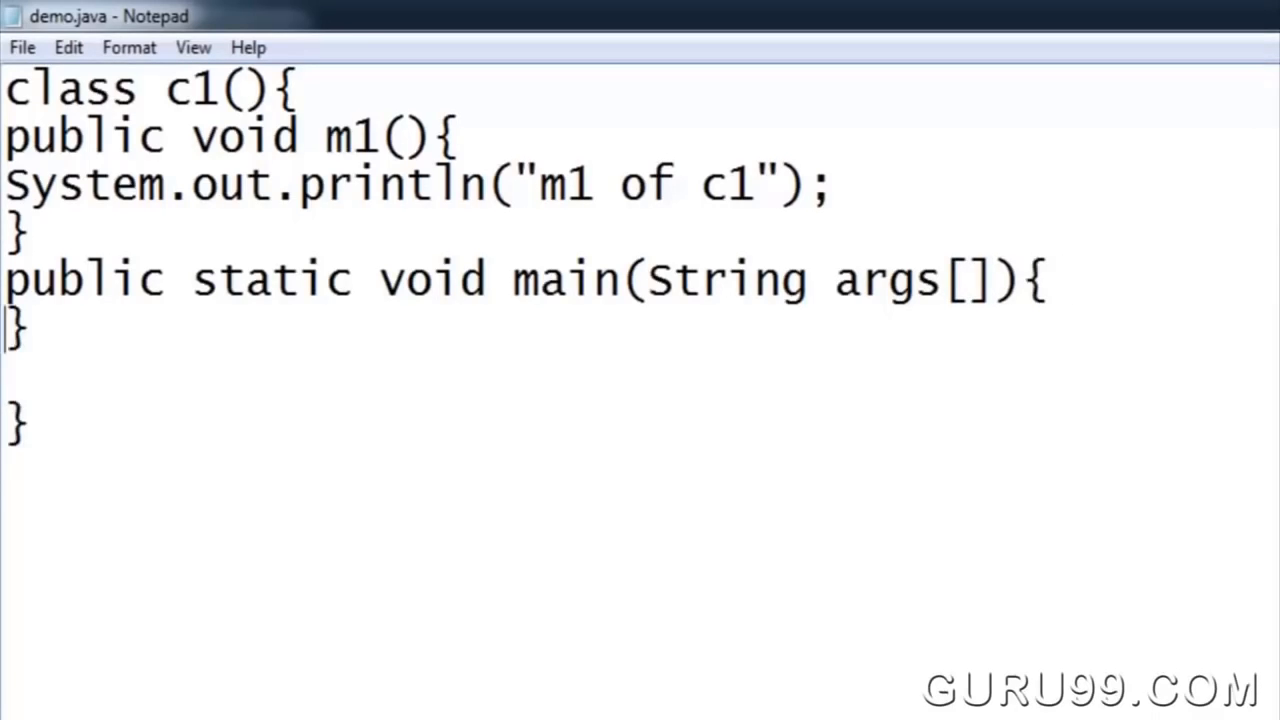 demo.java - Notepad
File Edit Format View Help
class c1(){
public void m1(){
System.out.println("m1 of c1");
}
public static void main(String args[]){
}
}
GURU99.COM